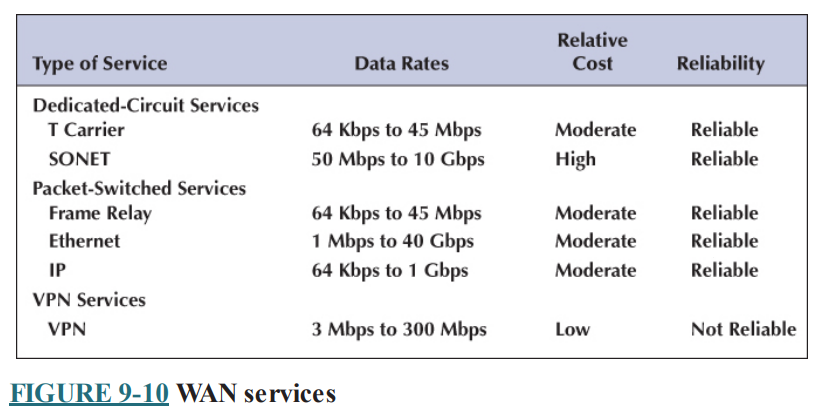 Type of Service Data Rates Relative Cost Reliability
Dedicated-Circuit Services
T Carrier 64 Kbps to 45 Mbps Moderate Reliable
SONET 50 Mbps to 10 Gbps High Reliable
Packet-Switched Services
Frame Relay 64 Kbps to 45 Mbps Moderate Reliable
Ethernet 1 Mbps to 40 Gbps Moderate Reliable
IP 64 Kbps to 1 Gbps Moderate Reliable
VPN Services
VPN 3 Mbps to 300 Mbps Low Not Reliable
FIGURE 9-10 WAN services